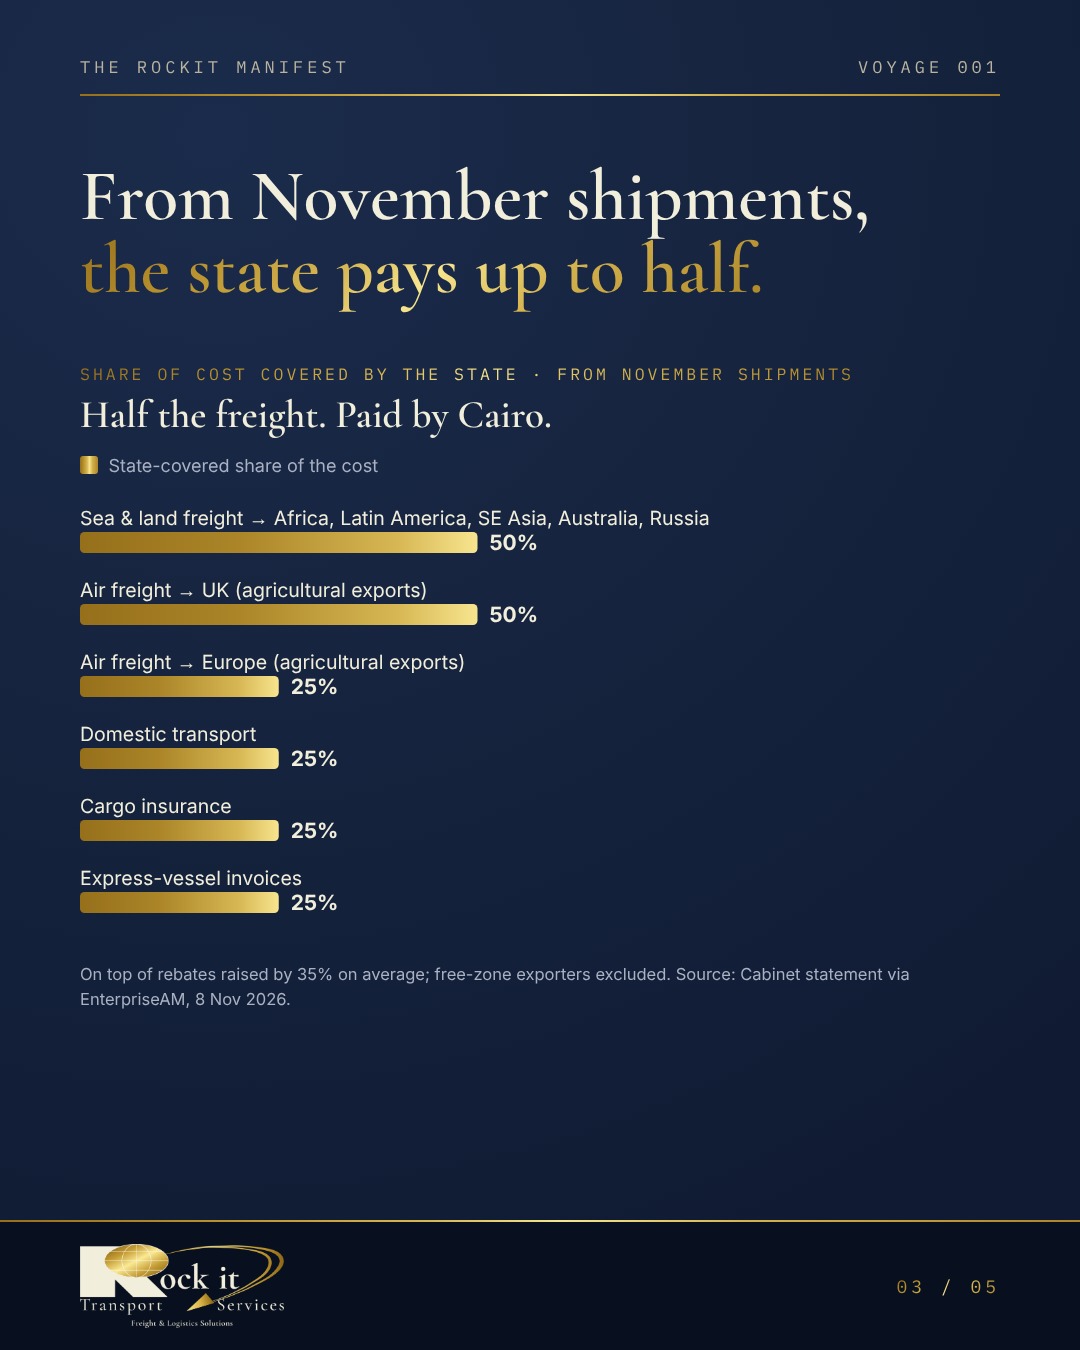 THE ROCKIT MANIFEST
VOYAGE 001
From November shipments,
the state pays up to half.
SHARE OF COST COVERED BY THE STATE · FROM NOVEMBER SHIPMENTS
Half the freight. Paid by Cairo.
State-covered share of the cost
Sea & land freight → Africa, Latin America, SE Asia, Australia, Russia
50%
Air freight → UK (agricultural exports)
50%
Air freight → Europe (agricultural exports)
25%
Domestic transport
25%
Cargo insurance
25%
Express-vessel invoices
25%
On top of rebates raised by 35% on average; free-zone exporters excluded. Source: Cabinet statement via
EnterpriseAM, 8 Nov 2026.
Rock it
Transport Services
Freight & Logistics Solutions
03 / 05